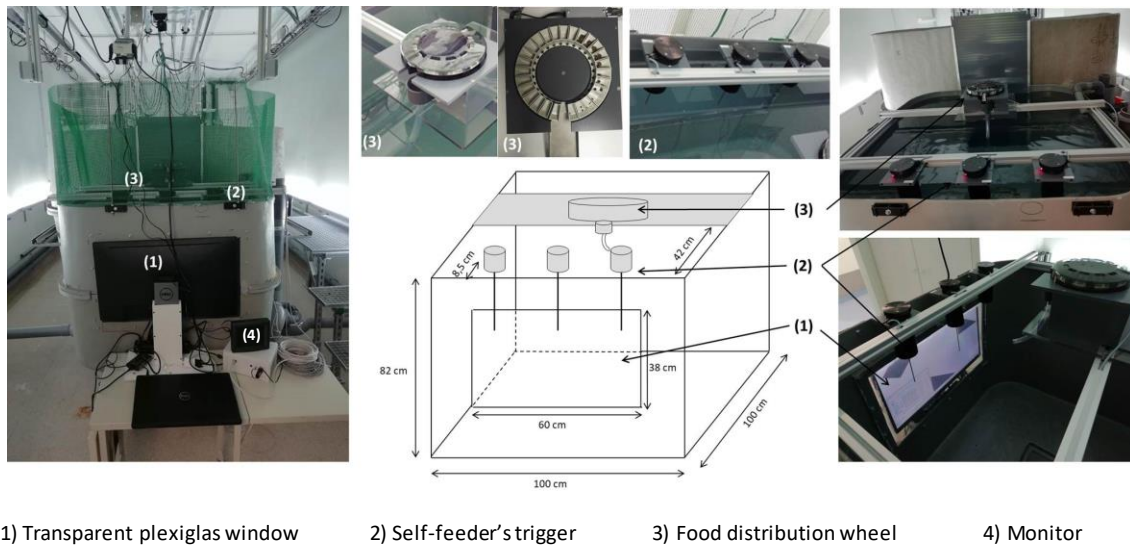 (3)
(2)
(1)
(4)
(3)
(3)
(2)
(3)
(2)
(1)
8,5 cm
42 cm
82 cm
38 cm
60 cm
100 cm
100 cm
1) Transparent plexiglas window 2) Self-feeder's trigger 3) Food distribution wheel 4) Monitor